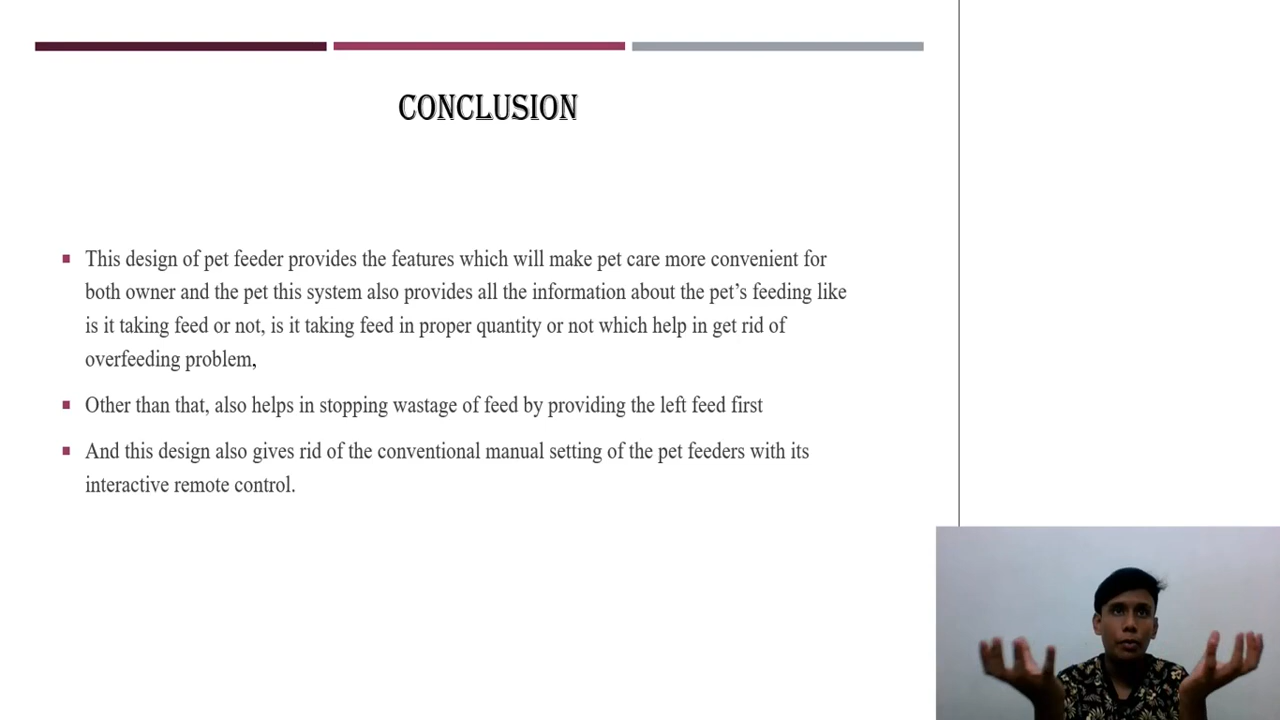 CONCLUSION
This design of pet feeder provides the features which will make pet care more convenient for
both owner and the pet this system also provides all the information about the pet’s feeding like
is it taking feed or not, is it taking feed in proper quantity or not which help in get rid of
overfeeding problem,
Other than that, also helps in stopping wastage of feed by providing the left feed first
And this design also gives rid of the conventional manual setting of the pet feeders with its
interactive remote control.